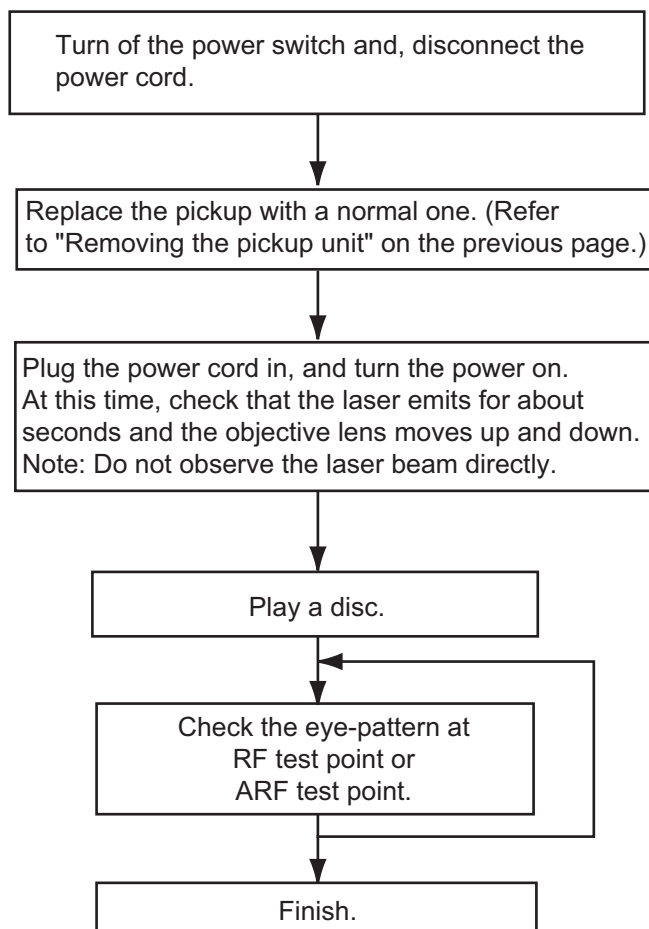 Turn of the power switch and, disconnect the
power cord.
Replace the pickup with a normal one. (Refer
to "Removing the pickup unit" on the previous page.)
Plug the power cord in, and turn the power on.
At this time, check that the laser emits for about
seconds and the objective lens moves up and down.
Note: Do not observe the laser beam directly.
Play a disc.
Check the eye-pattern at
RF test point or
ARF test point.
Finish.